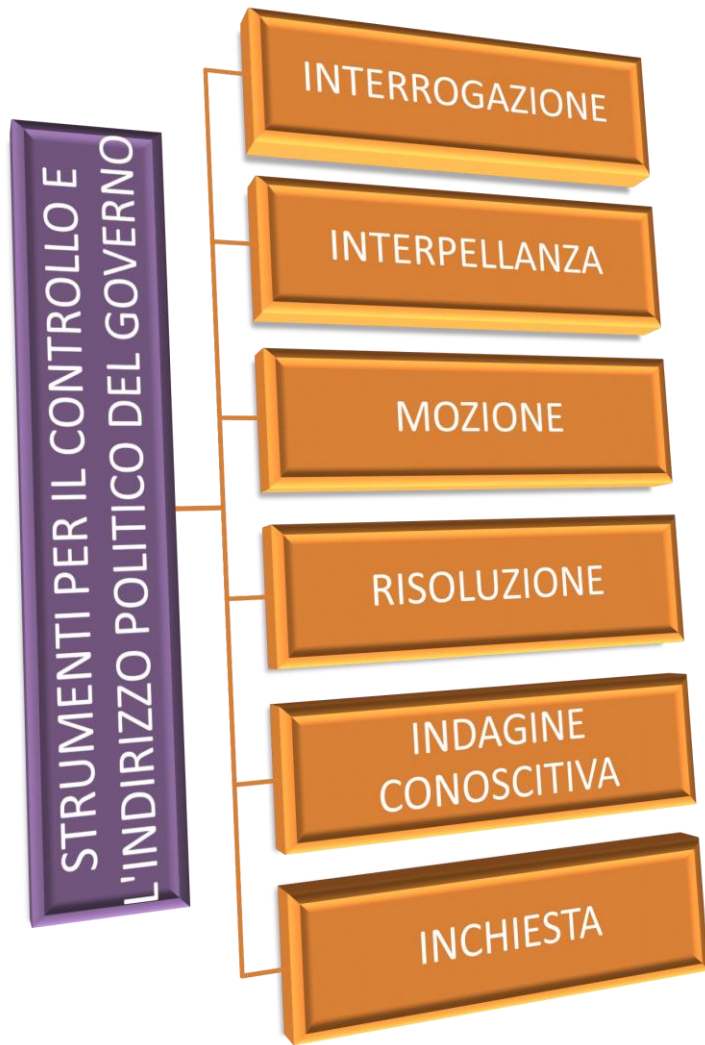 STRUMENTI PER IL CONTROLLO E
L'INDIRIZZO POLITICO DEL GOVERNO
INTERROGAZIONE
INTERPELLANZA
MOZIONE
RISOLUZIONE
INDAGINE
CONOSCITIVA
INCHIESTA